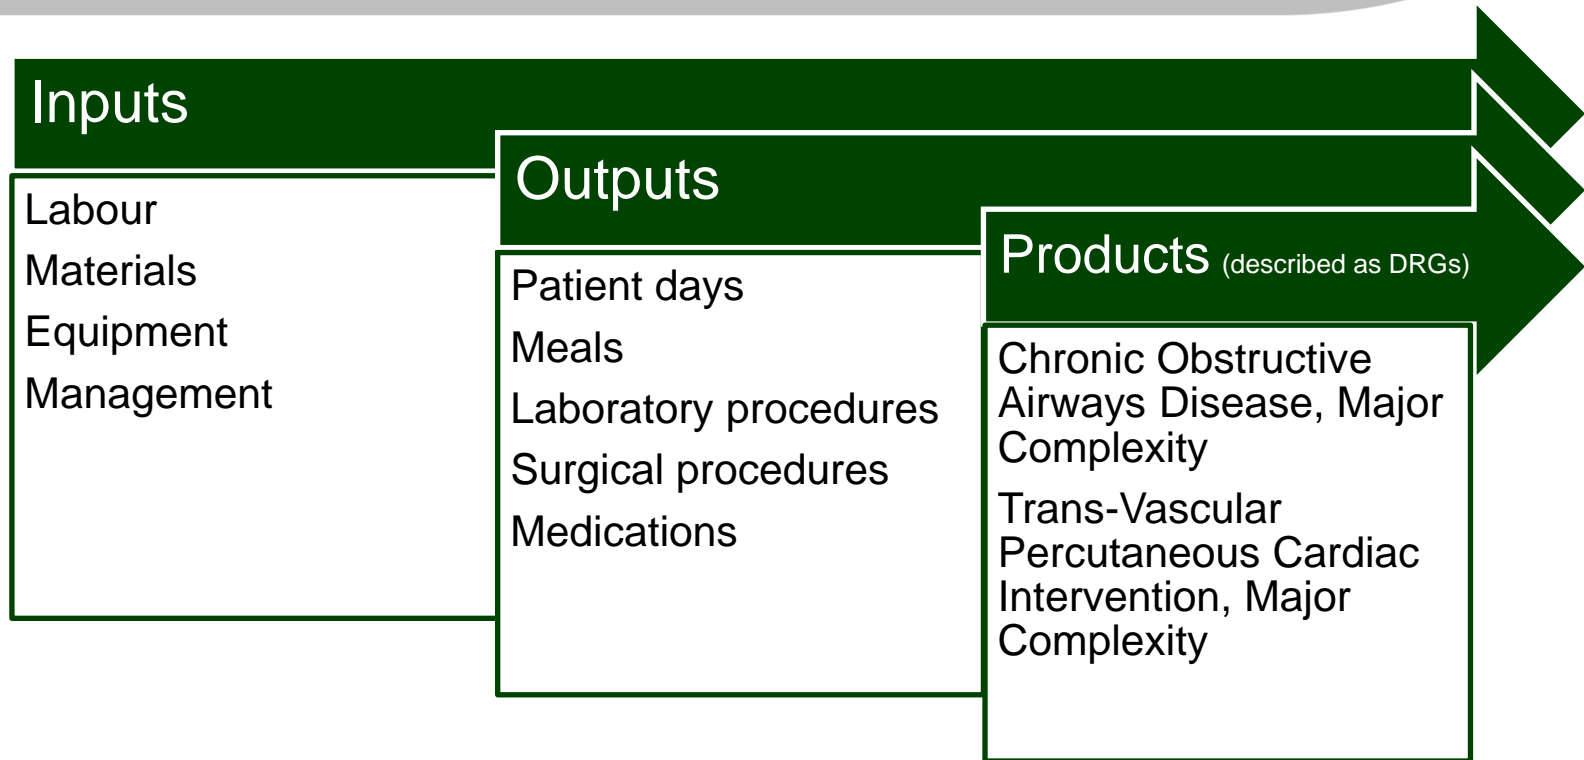 Inputs
Labour
Materials
Equipment
Management
Outputs
Patient days
Meals
Laboratory procedures
Surgical procedures
Medications
Products (described as DRGs)
Chronic Obstructive
Airways Disease, Major
Complexity
Trans-Vascular
Percutaneous Cardiac
Intervention, Major
Complexity